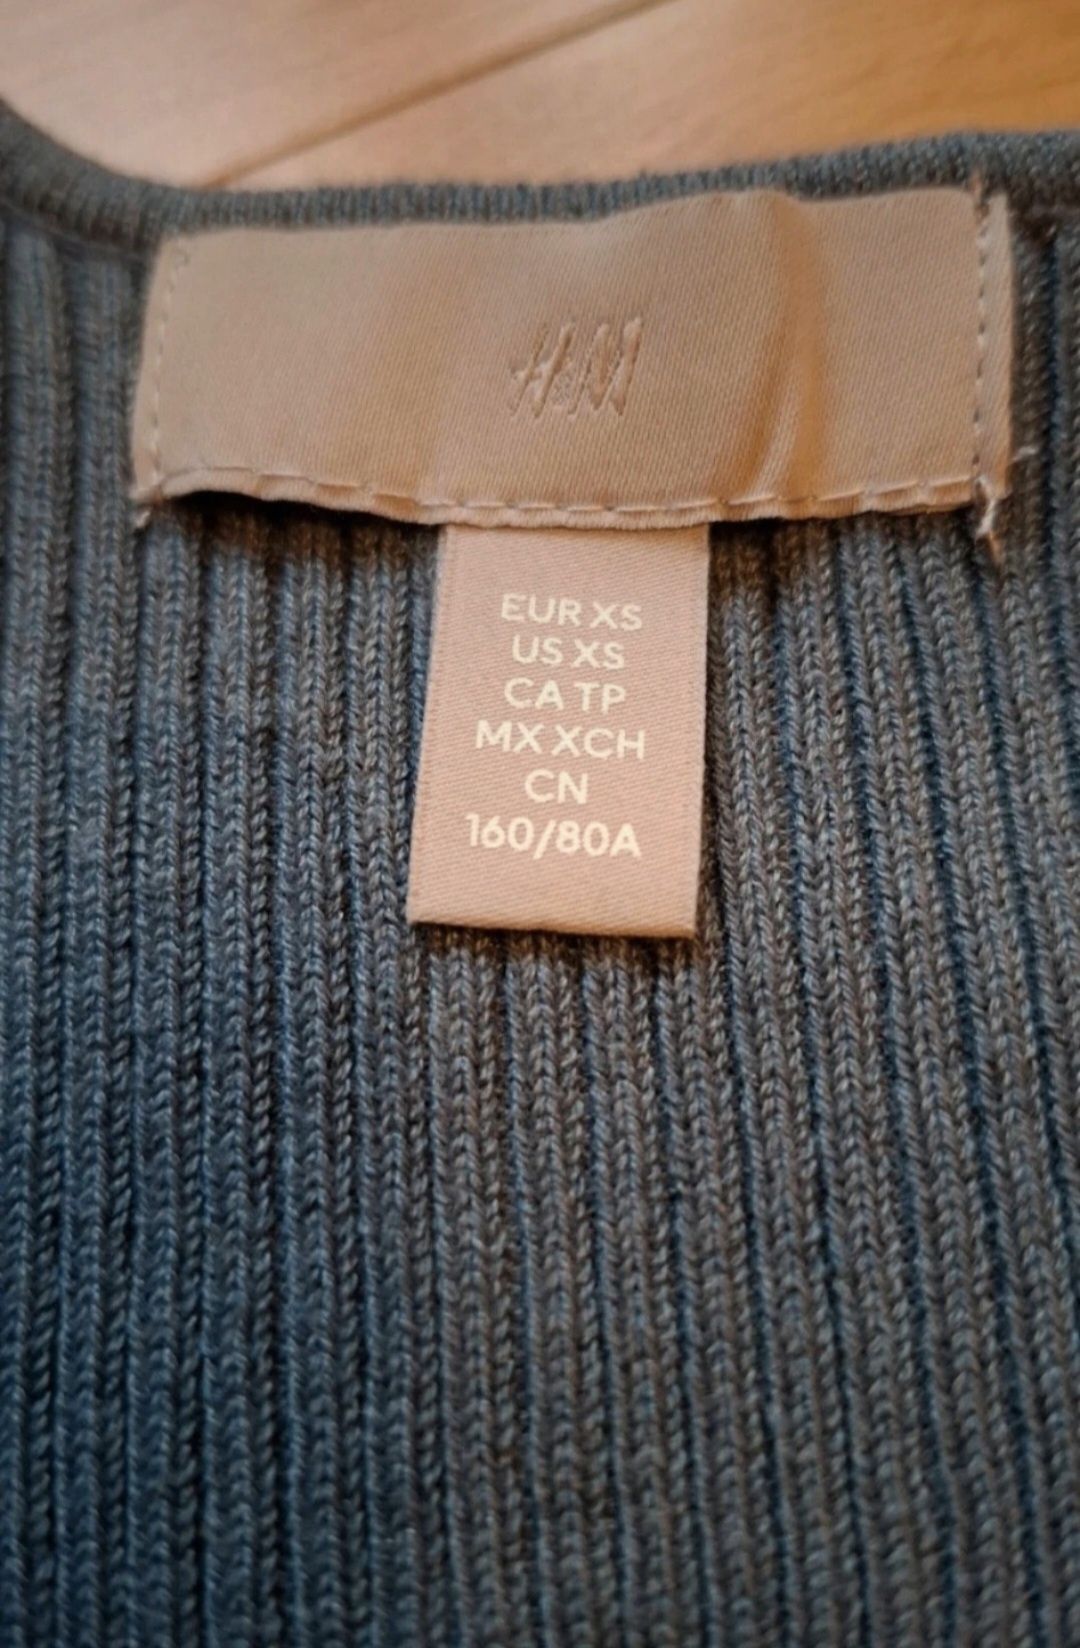 H&M
EUR XS
US XS
CA TP
MX XCH
CN
160/80A